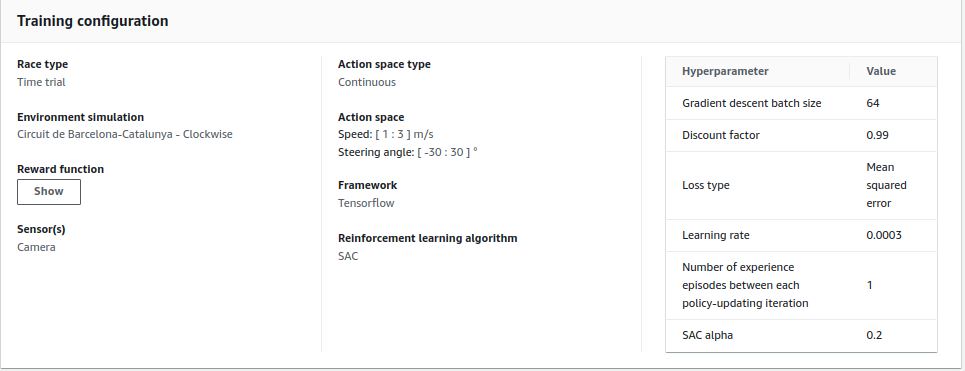 Training configuration
Race type
Time trial
Environment simulation
Circuit de Barcelona-Catalunya - Clockwise
Reward function
Show
Sensor(s)
Camera
Action space type
Continuous
Action space
Speed: [ 1 : 3 ] m/s
Steering angle: [ -30 : 30 ] °
Framework
Tensorflow
Reinforcement learning algorithm
SAC
Hyperparameter Value
Gradient descent batch size 64
Discount factor 0.99
Loss type Mean
squared
error
Learning rate 0.0003
Number of experience
episodes between each 1
policy-updating iteration
SAC alpha 0.2